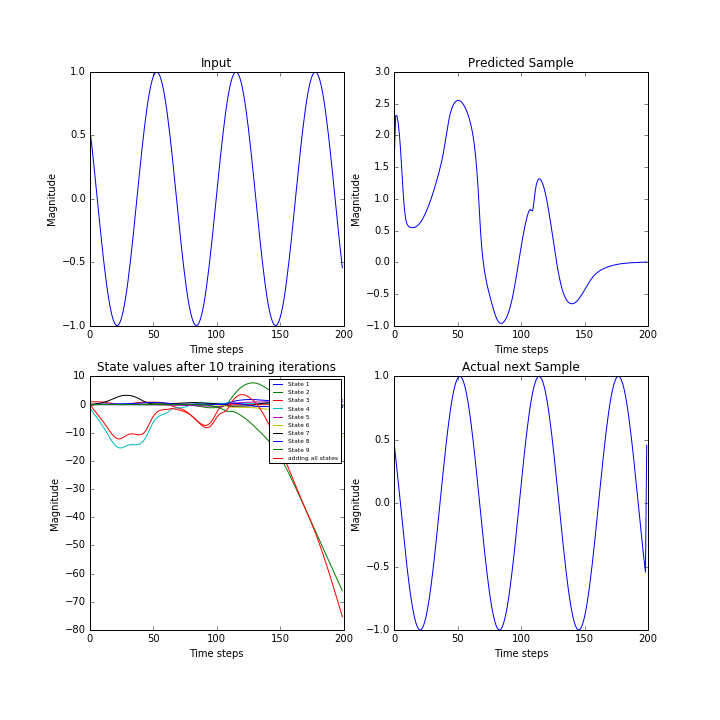 Input
Magnitude
1.0
0.5
0.0
−0.5
−1.0
0
50
100
150
200
Time steps
Predicted Sample
Magnitude
3.0
2.5
2.0
1.5
1.0
0.5
0.0
−0.5
−1.0
0
50
100
150
200
Time steps
State values after 10 training iterations
Magnitude
10
0
−10
−20
−30
−40
−50
−60
−70
−80
0
50
100
150
200
Time steps
State 1
State 2
State 3
State 4
State 5
State 6
State 7
State 8
State 9
adding all states
Actual next Sample
Magnitude
1.0
0.5
0.0
−0.5
−1.0
0
50
100
150
200
Time steps